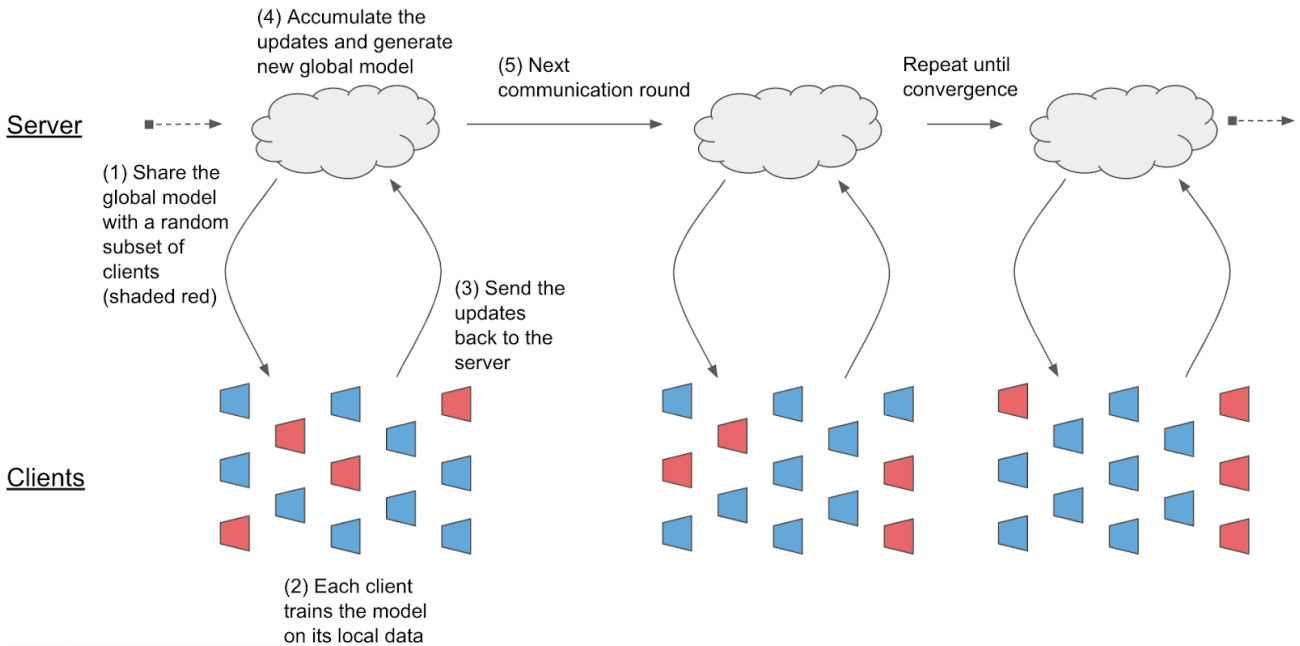 (4) Accumulate the
updates and generate
new global model
(5) Next
communication round
Repeat until
convergence
Server
(1) Share the
global model
with a random
subset of
clients
(shaded red)
(3) Send the
updates
back to the
server
Clients
(2) Each client
trains the model
on its local data